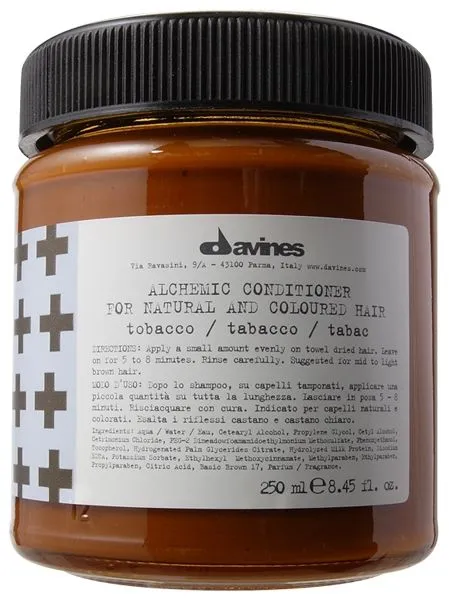 davines
Via Ravasini, 9/A - 43100 Parma, Italy www.davines.com
ALCHEMIC CONDITIONER
FOR NATURAL AND COLOURED HAIR
tobacco / tabacco / tabac
DIRECTIONS: Apply a small amount evenly on towel dried hair. Leave
on for 5 to 8 minutes. Rinse carefully. Suggested for mid to light
brown hair.
MODO D'USO: Dopo lo shampoo, su capelli tamponati, applicare una
piccola quantità su tutta la lunghezza. Lasciare in posa 5 - 8
minuti. Risciacquare con cura. Indicato per capelli naturali e
colorati. Esalta i riflessi castano e castano chiaro.
Ingredients: Aqua / Water / Eau, Cetearyl Alcohol, Propylene Glycol, Cetyl Alcohol,
Cetrimonium Chloride, PEG-2 Methosulfate, Phenoxyethanol,
Tocopherol, Hydrogenated Palm Glycerides Citrate, Hydrolyzed Milk Protein, Disodium
EDTA, Potassium Sorbate, Ethylhexyl Methoxycinnamate, Methylparaben, Ethylparaben,
Propylparaben, Citric Acid, Basic Brown 17, Parfum / Fragrance.
250 ml ℮ 8.45 fl. oz.